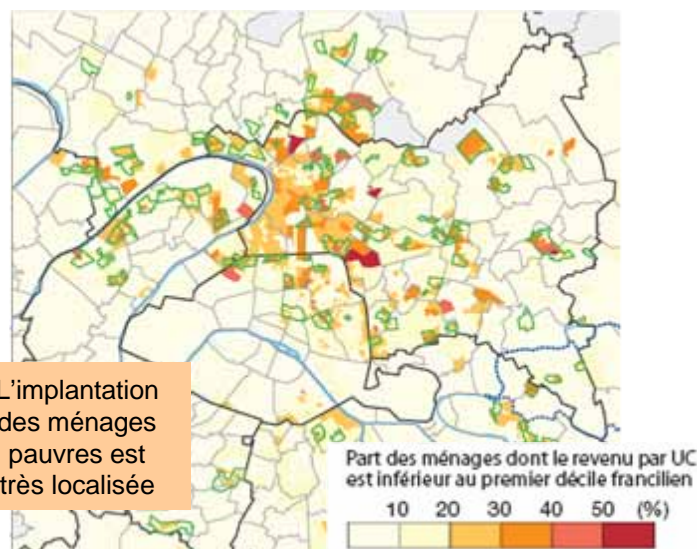 L'implantation
des ménages
pauvres est
très localisée
Part des ménages dont le revenu par UC
est inférieur au premier décile francilien
10 20 30 40 50 (%)